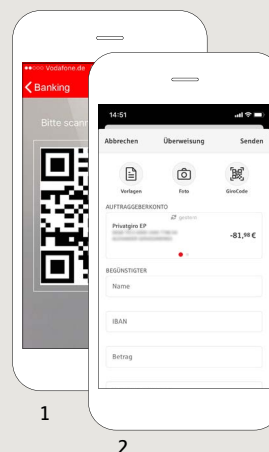 Vodafone.de
Banking
Bitte scann
14:51
Abbrechen Überweisung Senden
Vorlagen Foto GiroCode
AUFTRAGGEBERKONTO
Privatgiro EP
-81,98 €
BEGÜNSTIGTER
Name
IBAN
Betrag
1
2